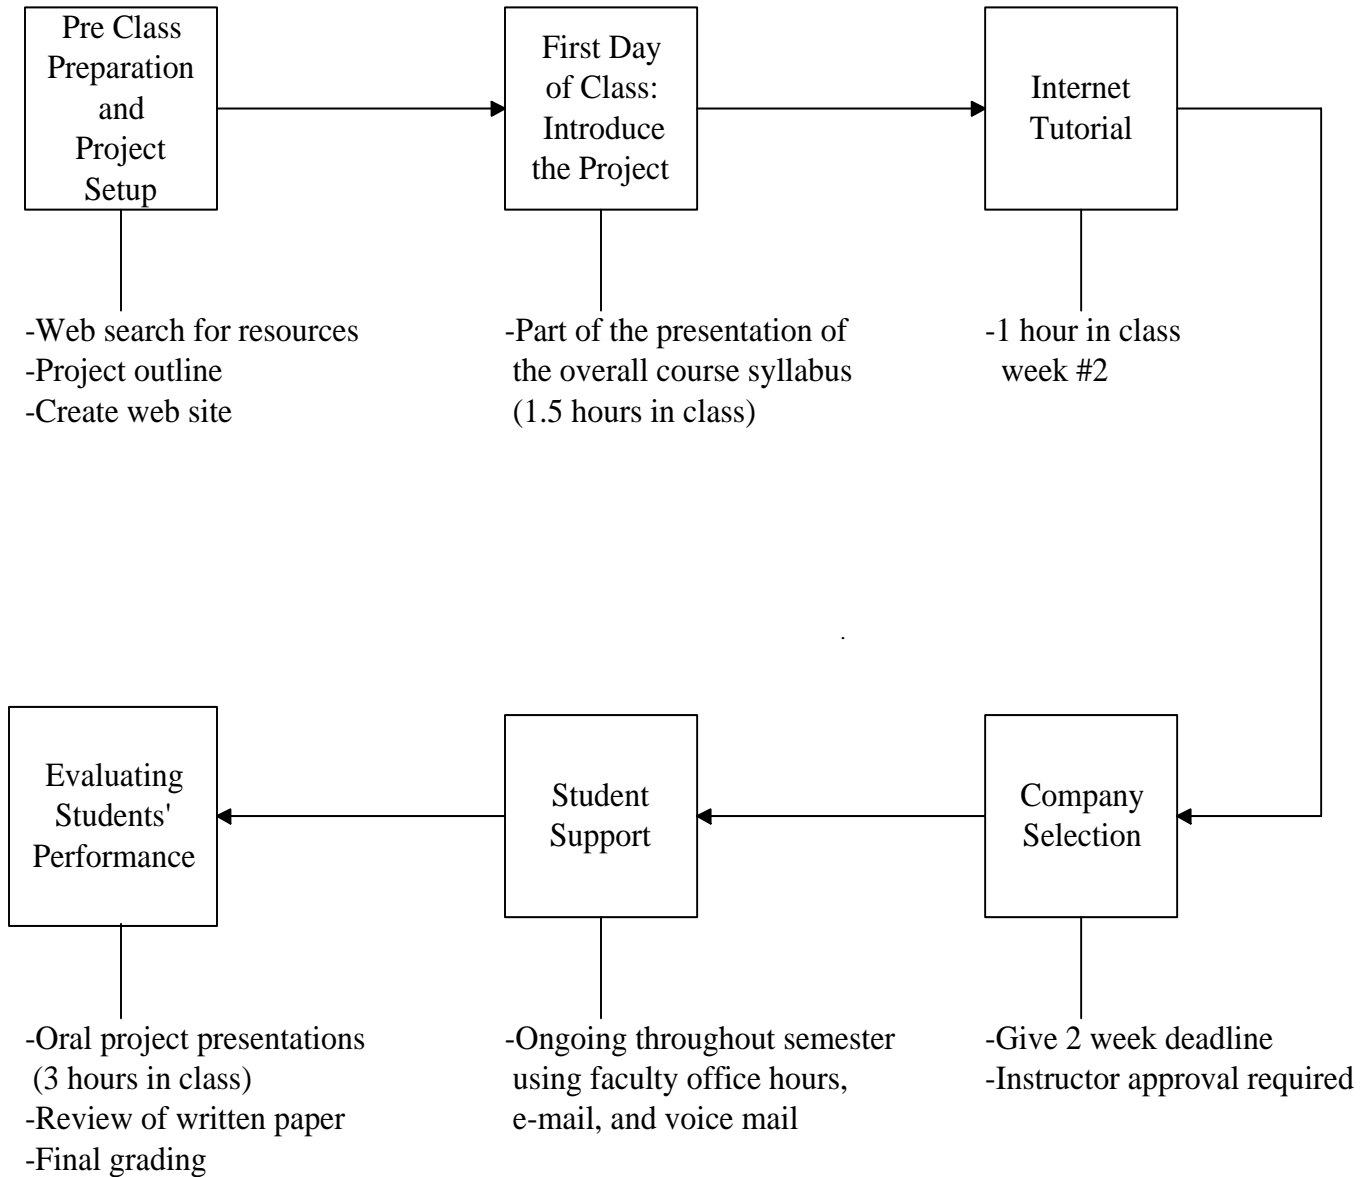 Pre Class
Preparation
and
Project
Setup
First Day
of Class:
Introduce
the Project
Internet
Tutorial
-Web search for resources
-Project outline
-Create web site
-Part of the presentation of
the overall course syllabus
(1.5 hours in class)
-1 hour in class
week #2
Evaluating
Students'
Performance
Student
Support
Company
Selection
-Oral project presentations
(3 hours in class)
-Review of written paper
-Final grading
-Ongoing throughout semester
using faculty office hours,
e-mail, and voice mail
-Give 2 week deadline
-Instructor approval required